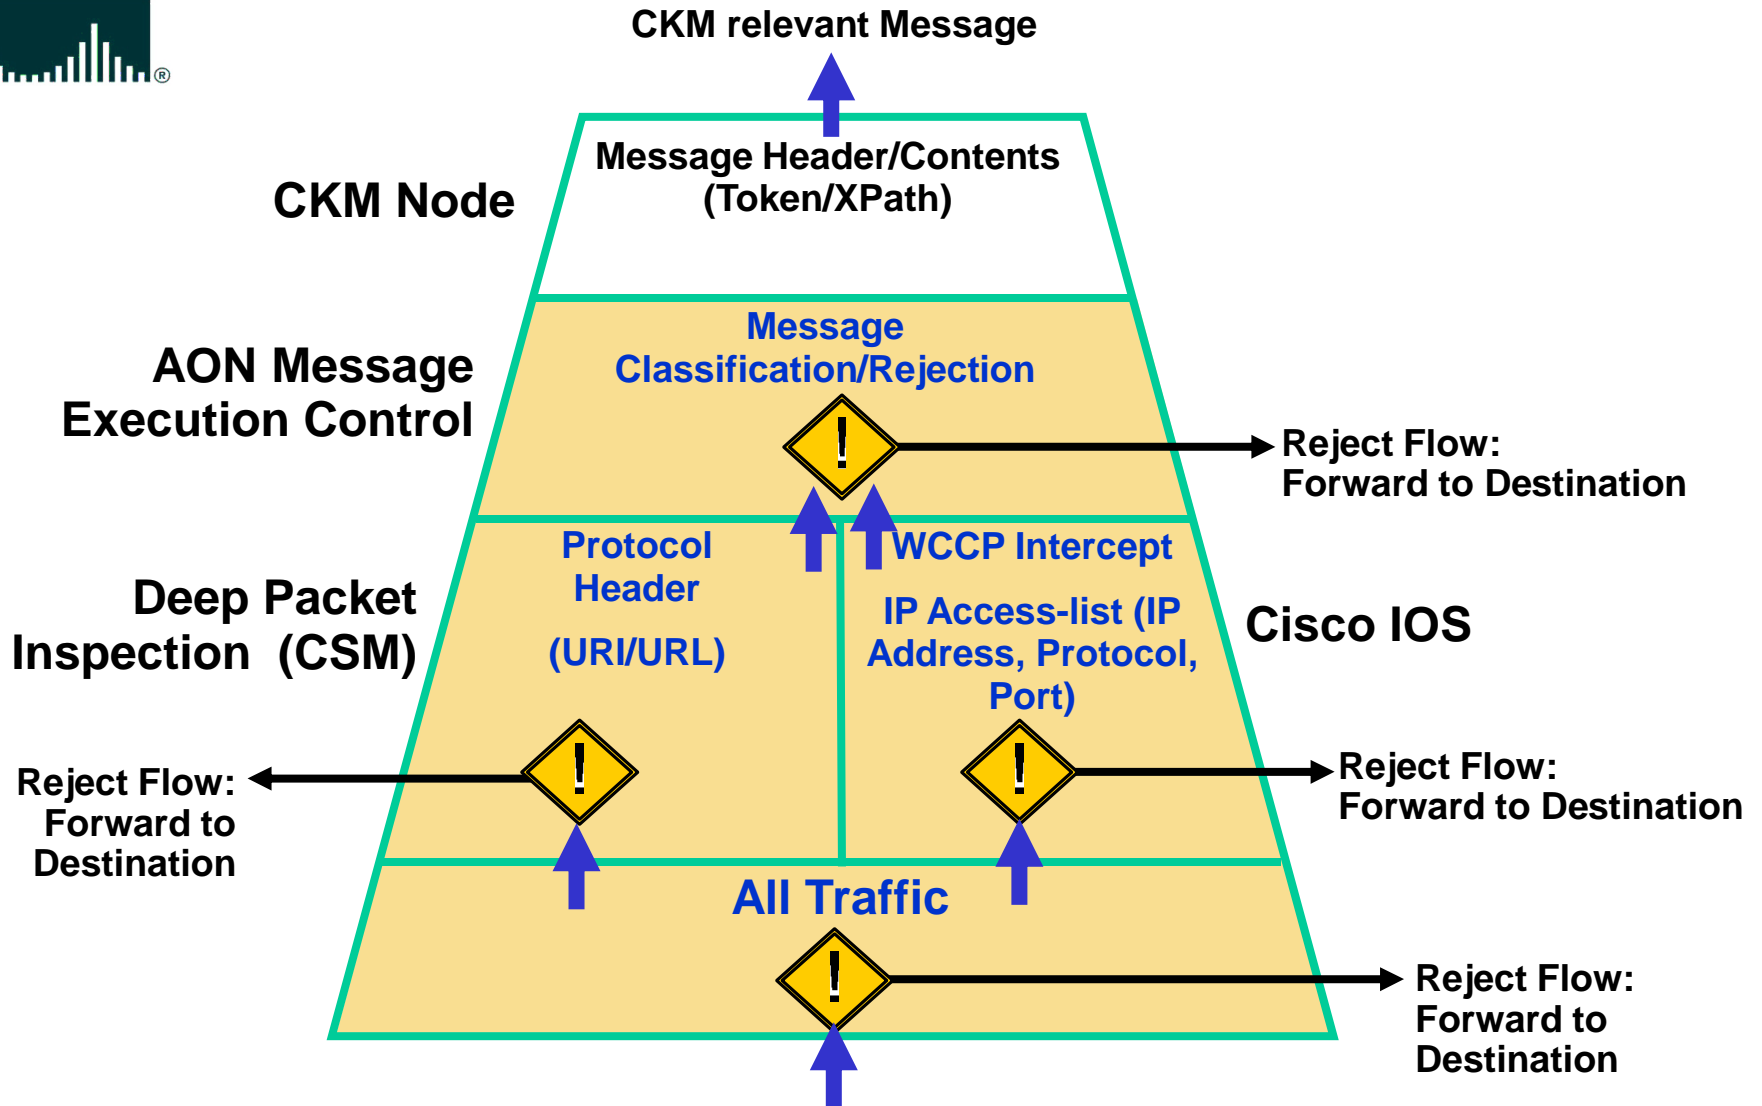 ®
CKM relevant Message
Message Header/Contents
(Token/XPath)
CKM Node
Message
Classification/Rejection
AON Message
Execution Control
!
Reject Flow:
Forward to Destination
Protocol
Header
(URI/URL)
WCCP Intercept
IP Access-list (IP
Address, Protocol,
Port)
Deep Packet
Inspection (CSM)
Cisco IOS
!
!
Reject Flow:
Forward to
Destination
Reject Flow:
Forward to Destination
All Traffic
!
Reject Flow:
Forward to
Destination